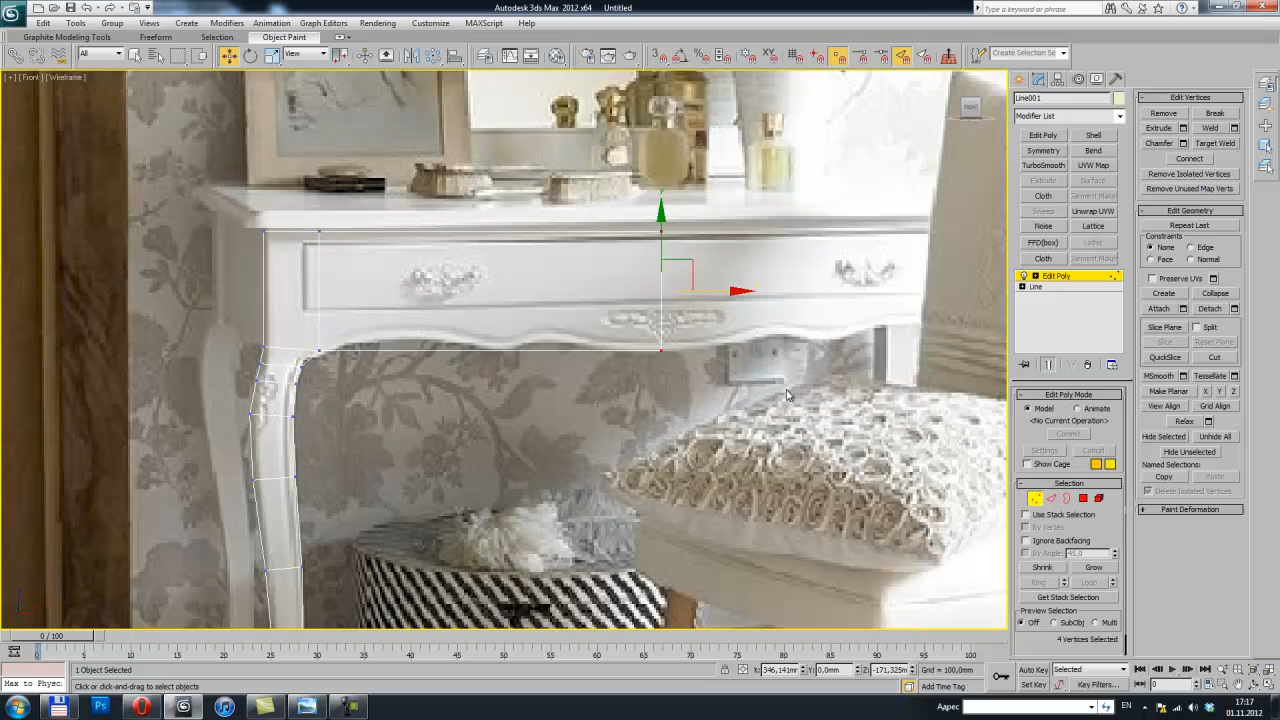 Autodesk 3ds Max 2012 x64 Untitled
Type a keyword or phrase
Edit Tools Group Views Create Modifiers Animation Graph Editors Rendering Customize MAXScript Help
Graphite Modeling Tools Freeform Selection Object Paint
All View Create Selection Se
[ + ] [ Front ] [ Wireframe ]
FRONT
Line001
Modifier List
Edit Poly Shell
Symmetry Bend
TurboSmooth UVW Map
Extrude Surface
Cloth Garment Maker
Sweep Unwrap UVW
Noise Lattice
FFD(box) Lathe
Cloth Garment Maker
Edit Poly
Line
Edit Poly Mode
Model Animate
<No Current Operation>
Commit
Settings Cancel
Show Cage
Selection
Use Stack Selection
By Vertex
Ignore Backfacing
By Angle: 45,0
Shrink Grow
Ring Loop
Get Stack Selection
Preview Selection
Off SubObj Multi
4 Vertices Selected
Edit Vertices
Remove Break
Extrude Weld
Chamfer Target Weld
Connect
Remove Isolated Vertices
Remove Unused Map Verts
Edit Geometry
Repeat Last
Constraints
None Edge
Face Normal
Preserve UVs
Create Collapse
Attach Detach
Slice Plane Split
Slice Reset Plane
QuickSlice Cut
MSmooth Tessellate
Make Planar X Y Z
View Align Grid Align
Relax
Hide Selected Unhide All
Hide Unselected
Named Selections:
Copy Paste
Delete Isolated Vertices
Paint Deformation
0 / 100
5 10 15 20 25 30 35 40 45 50 55 60 65 70 75 80 85 90 95 100
1 Object Selected X: 346,141m Y: 0,0mm Z: -171,325m Grid = 100,0mm Auto Key Selected
Max to Physc Click or click-and-drag to select objects Add Time Tag Set Key Key Filters... 0
Адрес EN 17:17
01.11.2012